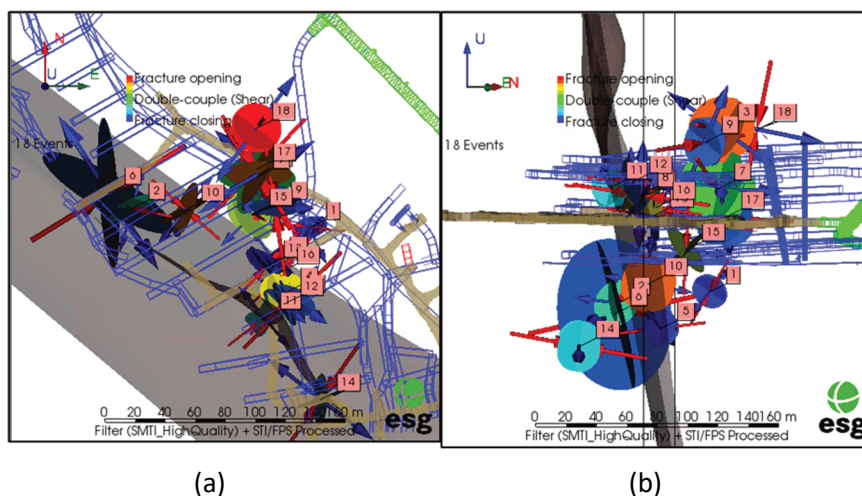 N
U
E
Fracture opening
Double-couple (Shear)
Fracture closing
18 Events
18
17
6
2
10
9
15
1
16
12
11
14
0 20 40 60 80 100 120 140 160 m
Filter (SMTI_HighQuality) + STI/FPS Processed
esg
(a)
U
EN
Fracture opening
Double-couple (Shear)
Fracture closing
18 Events
3
18
9
12
11
8
7
16
17
15
10
2
6
1
5
14
0 20 40 60 80 100 120 140 160 m
Filter (SMTI_HighQuality) + STI/FPS Processed
esg
(b)